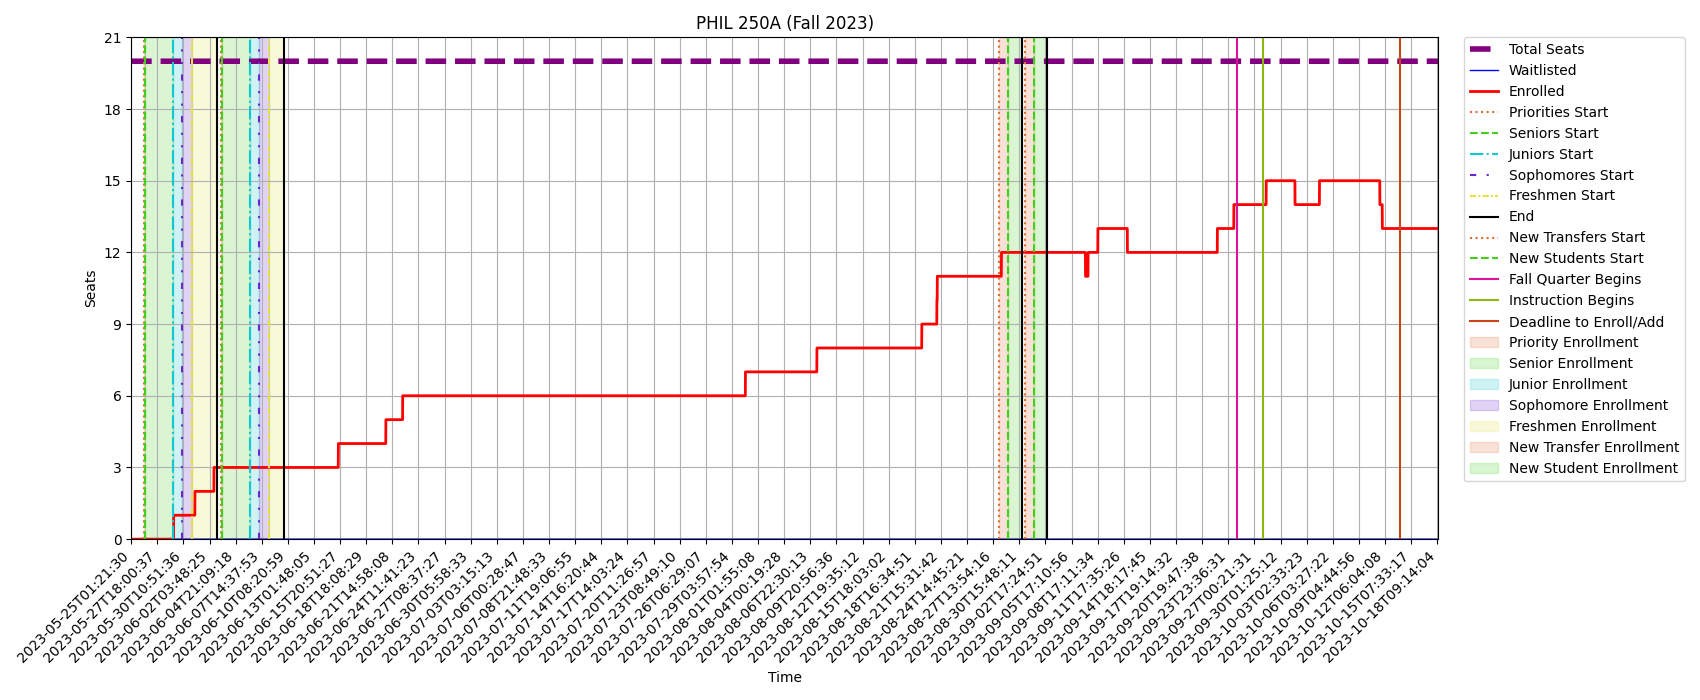 PHIL 250A (Fall 2023)
21
18
15
12
9
6
3
0
Seats
2023-05-25T01:21:30
2023-05-27T18:00:37
2023-05-30T10:51:36
2023-06-02T03:48:25
2023-06-04T21:09:18
2023-06-07T14:37:53
2023-06-10T08:20:59
2023-06-13T01:48:05
2023-06-15T20:51:27
2023-06-18T18:08:29
2023-06-21T14:58:08
2023-06-24T11:41:23
2023-06-27T08:37:27
2023-06-30T05:58:33
2023-07-03T03:15:13
2023-07-06T00:28:47
2023-07-08T21:48:33
2023-07-11T19:06:55
2023-07-14T16:20:44
2023-07-17T14:03:24
2023-07-20T11:26:57
2023-07-23T08:49:10
2023-07-26T06:29:07
2023-07-29T03:57:54
2023-08-01T01:55:08
2023-08-04T00:19:28
2023-08-06T22:30:13
2023-08-09T20:56:36
2023-08-12T19:35:12
2023-08-15T18:03:02
2023-08-18T16:34:51
2023-08-21T15:31:42
2023-08-24T14:45:21
2023-08-27T13:54:16
2023-08-30T15:48:11
2023-09-02T17:24:51
2023-09-05T17:10:56
2023-09-08T17:11:34
2023-09-11T17:35:26
2023-09-14T18:17:45
2023-09-17T19:14:32
2023-09-20T19:47:38
2023-09-23T23:36:31
2023-09-27T00:21:31
2023-09-30T01:25:12
2023-10-03T02:33:23
2023-10-06T03:27:22
2023-10-09T04:44:56
2023-10-12T06:04:08
2023-10-15T07:33:17
2023-10-18T09:14:04
Time
Total Seats
Waitlisted
Enrolled
Priorities Start
Seniors Start
Juniors Start
Sophomores Start
Freshmen Start
End
New Transfers Start
New Students Start
Fall Quarter Begins
Instruction Begins
Deadline to Enroll/Add
Priority Enrollment
Senior Enrollment
Junior Enrollment
Sophomore Enrollment
Freshmen Enrollment
New Transfer Enrollment
New Student Enrollment